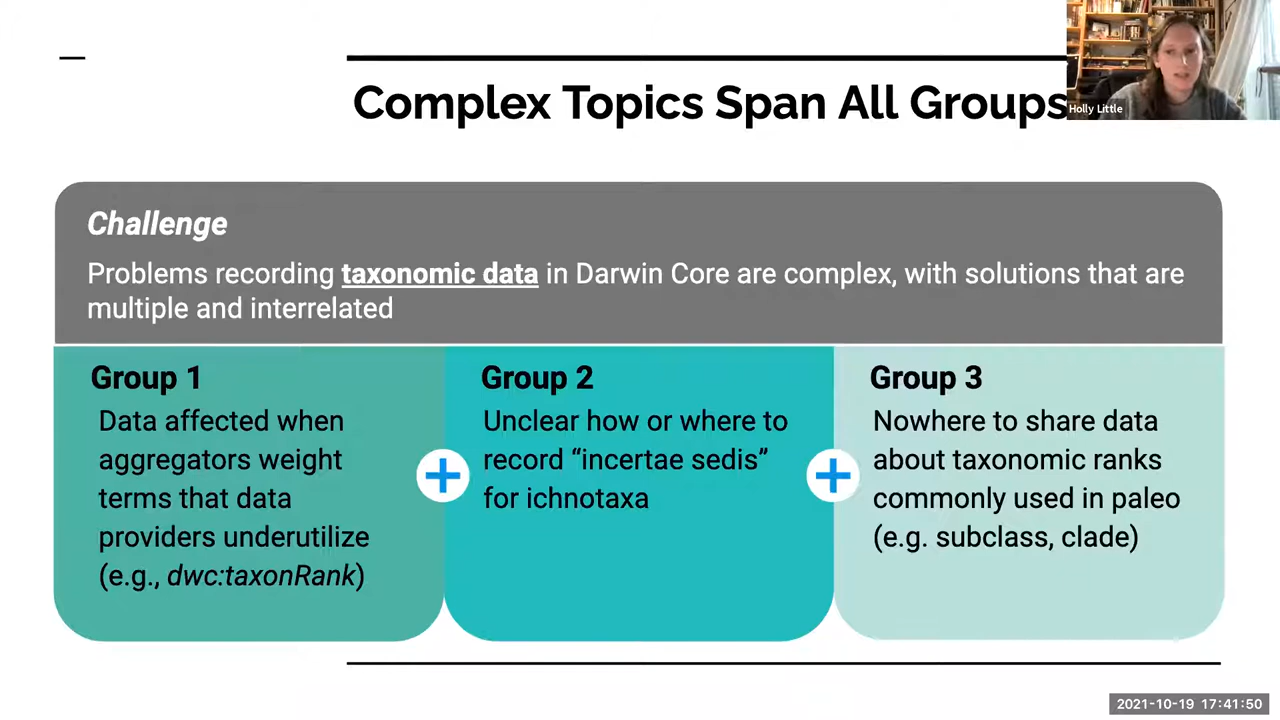 Complex Topics Span All Groups
Holly Little
Challenge
Problems recording taxonomic data in Darwin Core are complex, with solutions that are
multiple and interrelated
Group 1
Data affected when
aggregators weight
terms that data
providers underutilize
(e.g., dwc:taxonRank)
Group 2
Unclear how or where to
record “incertae sedis”
for ichnotaxa
Group 3
Nowhere to share data
about taxonomic ranks
commonly used in paleo
(e.g. subclass, clade)
2021-10-19 17:41:50